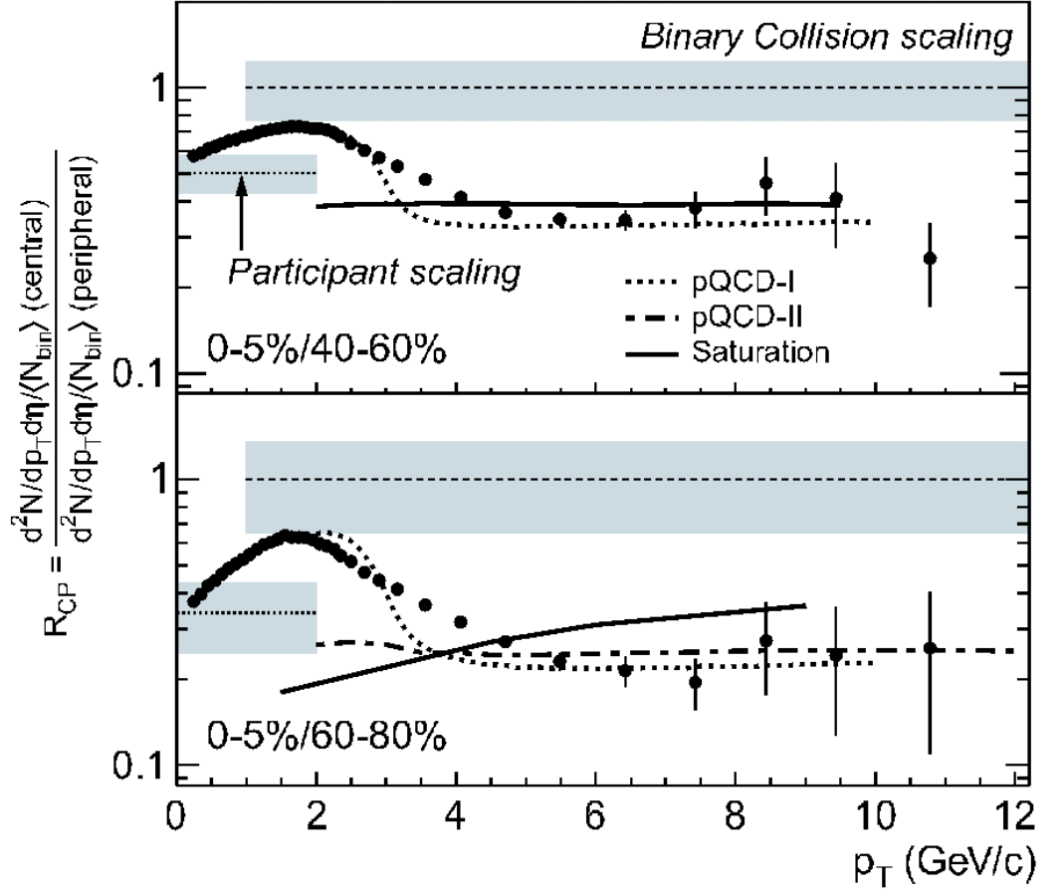 Binary Collision scaling
1
Participant scaling
pQCD-I
pQCD-II
Saturation
0-5%/40-60%
0.1
1
0-5%/60-80%
0.1
0 2 4 6 8 10 12
p_T (GeV/c)
R_CP = d²N/dp_Tdη/⟨N_bin⟩ (central)
d²N/dp_Tdη/⟨N_bin⟩ (peripheral)